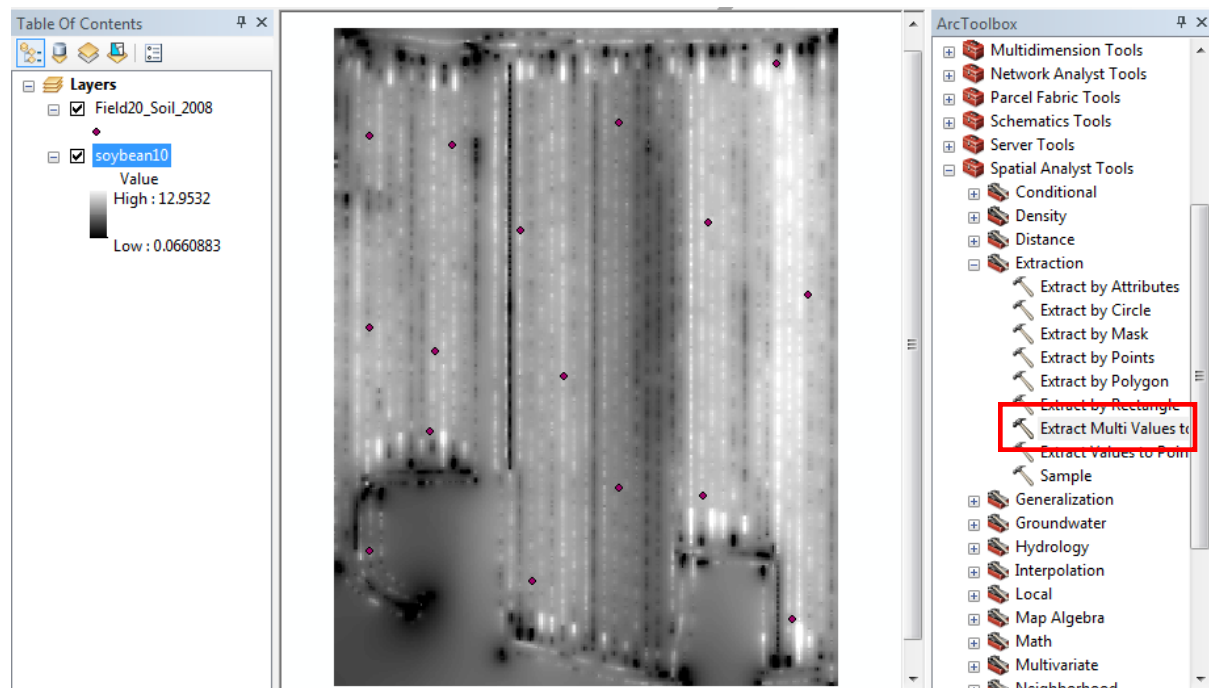 Table Of Contents
Layers
Field20_Soil_2008
soybean10
Value
High : 12.9532
Low : 0.0660883
ArcToolbox
Multidimension Tools
Network Analyst Tools
Parcel Fabric Tools
Schematics Tools
Server Tools
Spatial Analyst Tools
Conditional
Density
Distance
Extraction
Extract by Attributes
Extract by Circle
Extract by Mask
Extract by Points
Extract by Polygon
Extract by Rectangle
Extract Multi Values to
Extract Values to Poin
Sample
Generalization
Groundwater
Hydrology
Interpolation
Local
Map Algebra
Math
Multivariate
Neighborhood